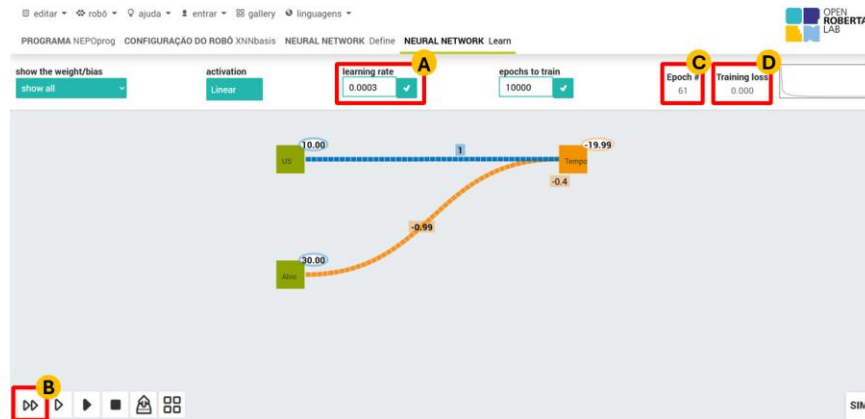 editar robô ajuda entrar gallery linguagens
OPEN
ROBERTA
LAB
PROGRAMA NEPOprog CONFIGURAÇÃO DO ROBÔ XNNbasis NEURAL NETWORK Define NEURAL NETWORK Learn
A C D
show the weight/bias activation learning rate epochs to train Epoch # Training loss
show all Linear 0.0003 10000 61 0.000
10.00 1 -19.99
US Tempo
-0.4
-0.99
30.00
Alvo
B
SIM